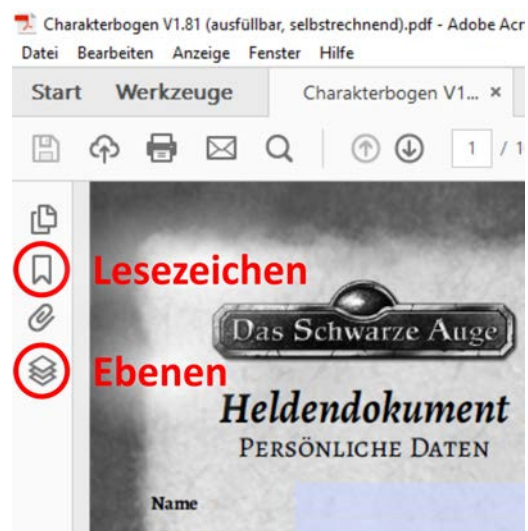 Charakterbogen V1.81 (ausfüllbar, selbstrechnend).pdf - Adobe Acr
Datei Bearbeiten Anzeige Fenster Hilfe
Start Werkzeuge Charakterbogen V1... ×
1 / 1
Lesezeichen
Das Schwarze Auge
Ebenen
Heldendokument
Persönliche Daten
Name